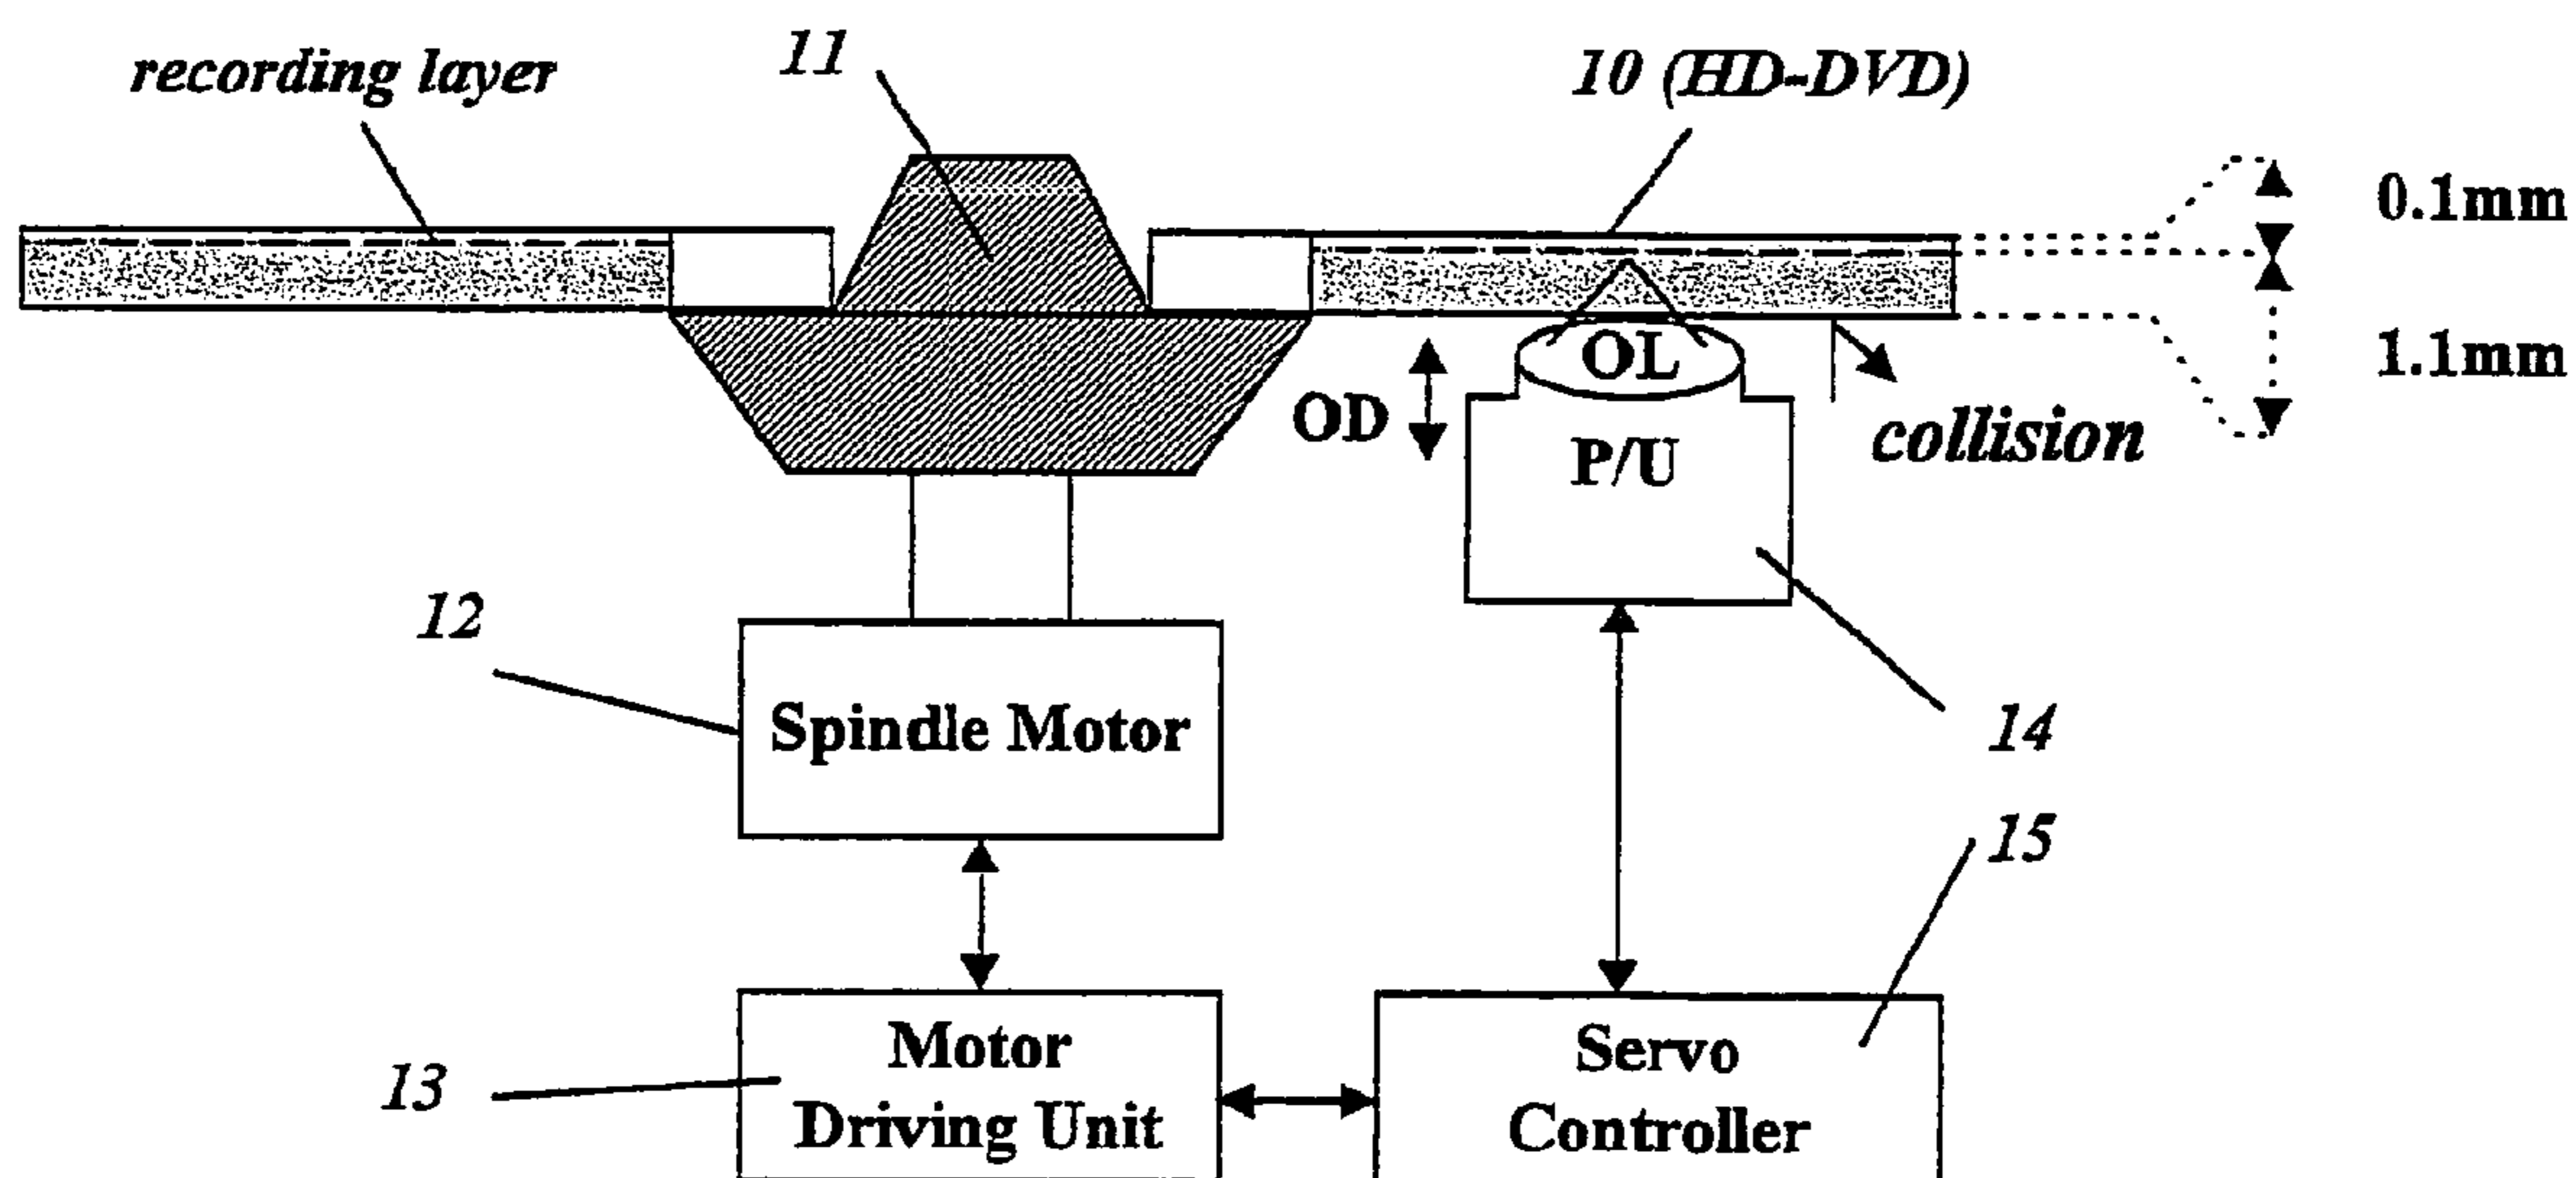 recording layer
11
10 (HD-DVD)
0.1mm
OL
1.1mm
OD
collision
P/U
12
Spindle Motor
14
15
13
Motor
Driving Unit
Servo
Controller